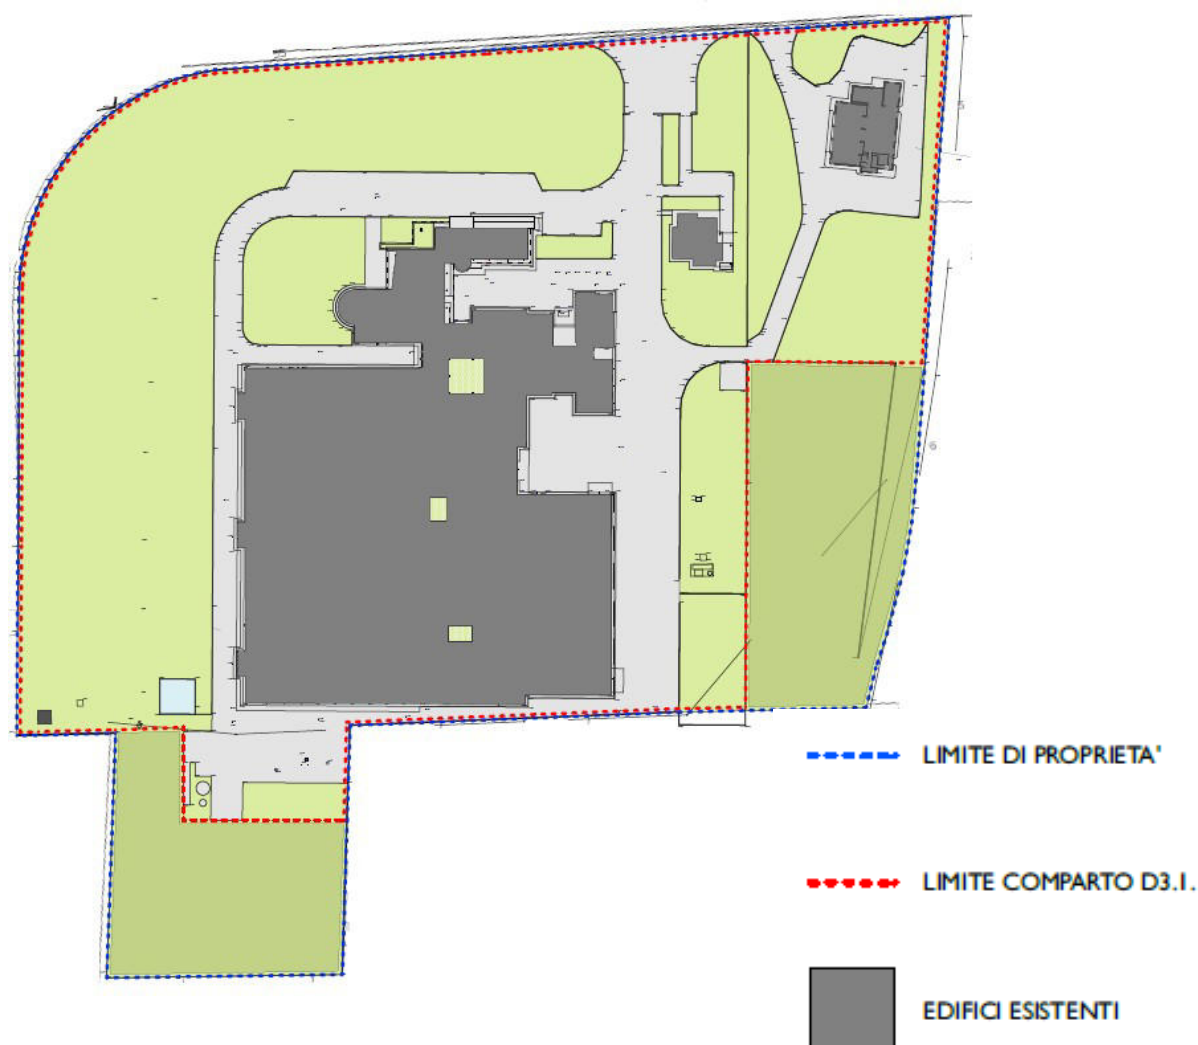 LIMITE DI PROPRIETA'
LIMITE COMPARTO D3.1.
EDIFICI ESISTENTI